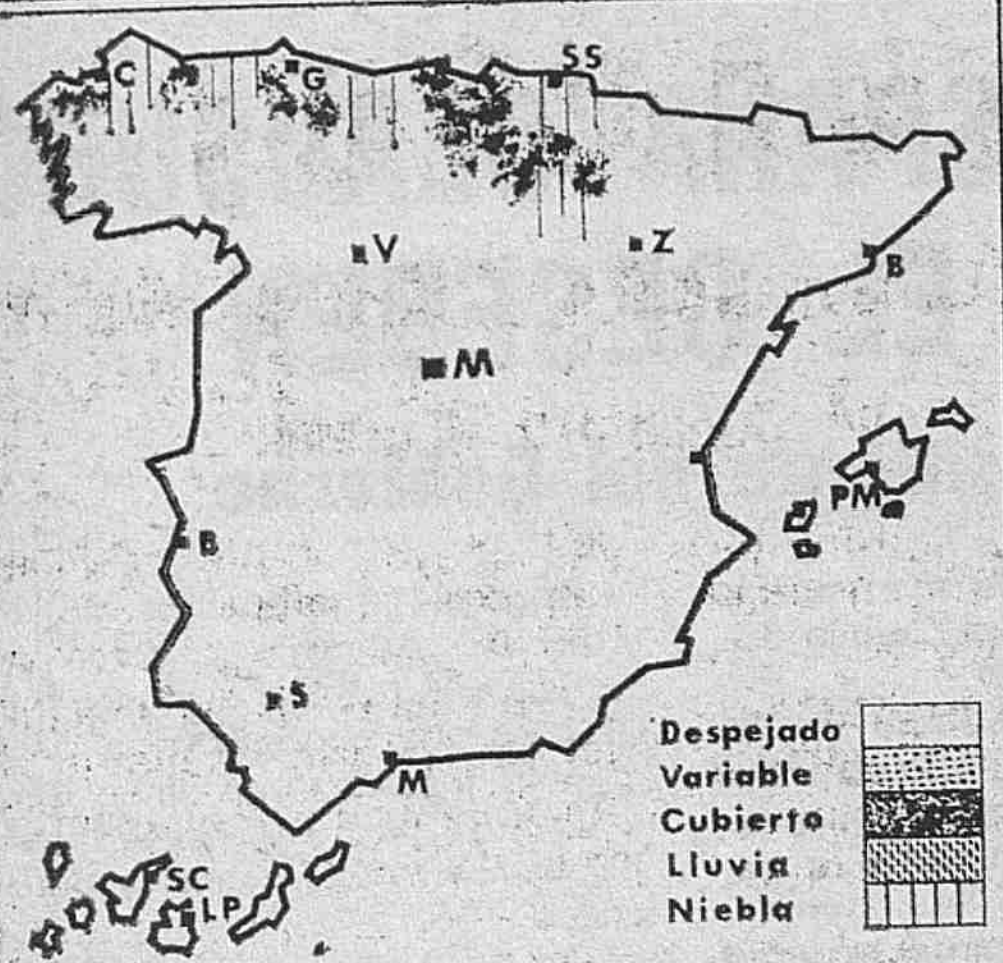 C
G
SS
V
Z
B
M
PM
B
S
M
SC
LP
Despejado
Variable
Cubierto
Lluvia
Niebla